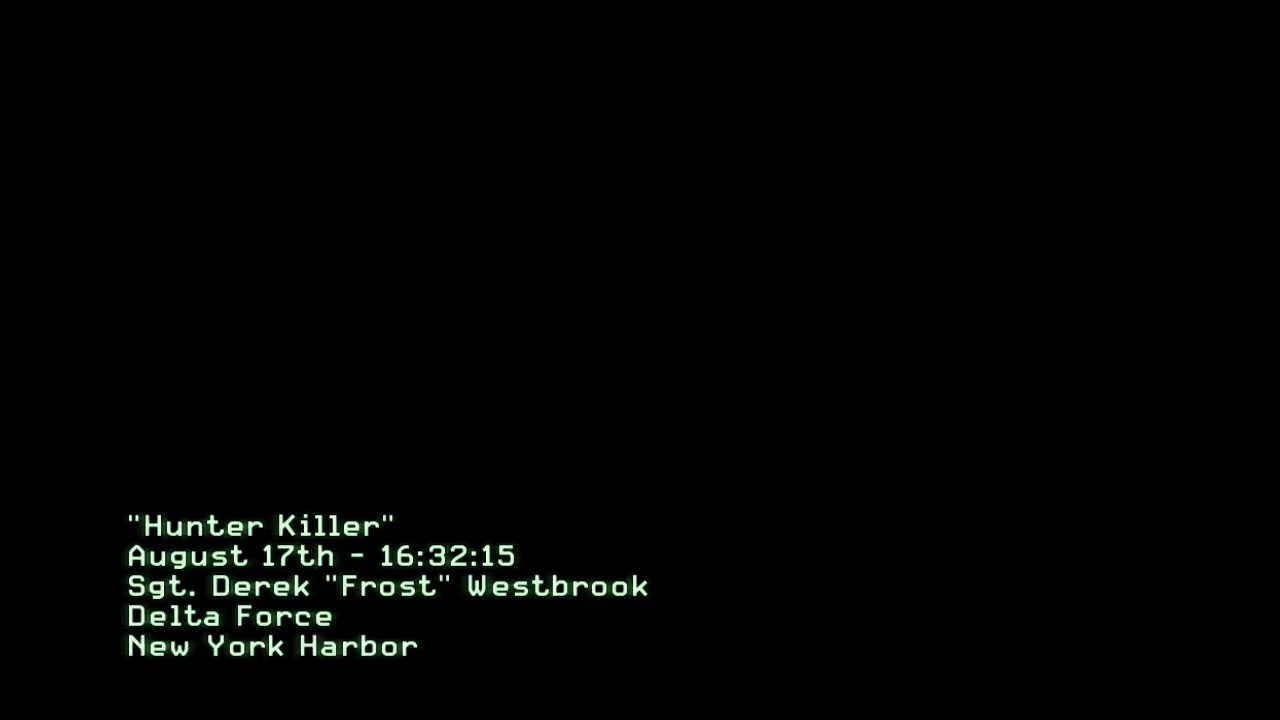 "Hunter Killer"
August 17th - 16:32:15
Sgt. Derek "Frost" Westbrook
Delta Force
New York Harbor